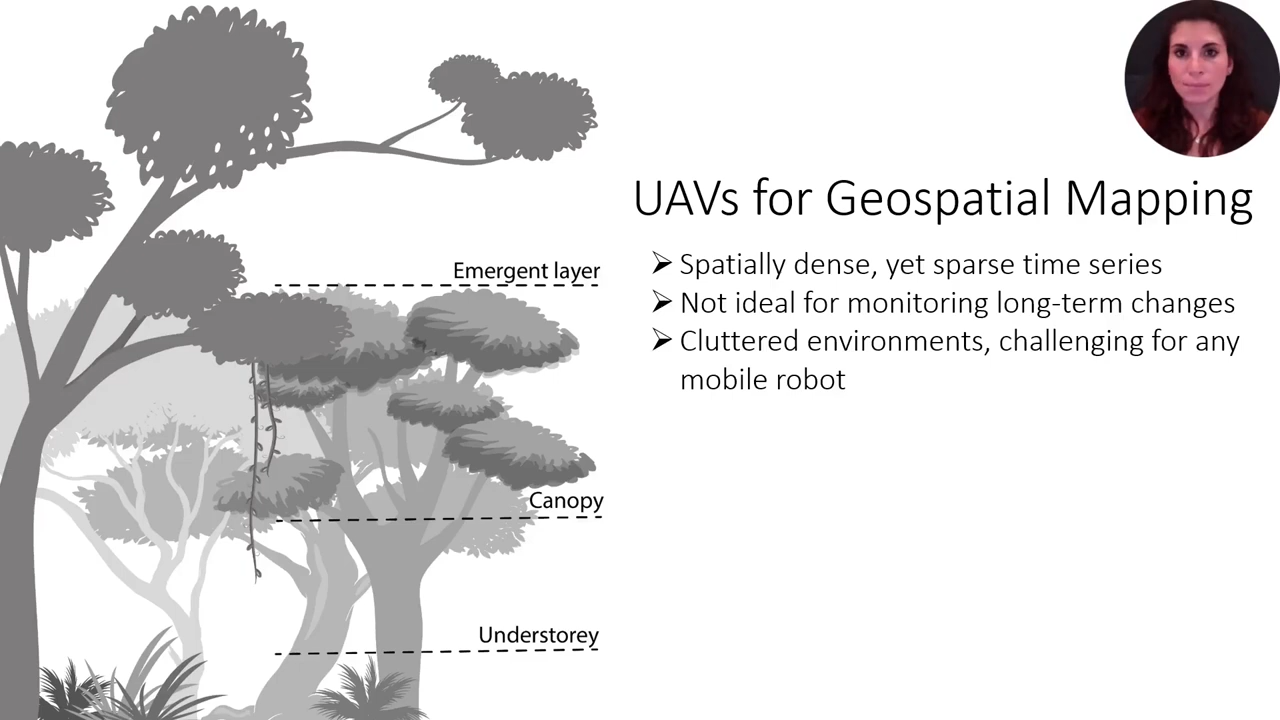 UAVs for Geospatial Mapping
➢ Spatially dense, yet sparse time series
➢ Not ideal for monitoring long-term changes
➢ Cluttered environments, challenging for any
mobile robot
Emergent layer
Canopy
Understorey